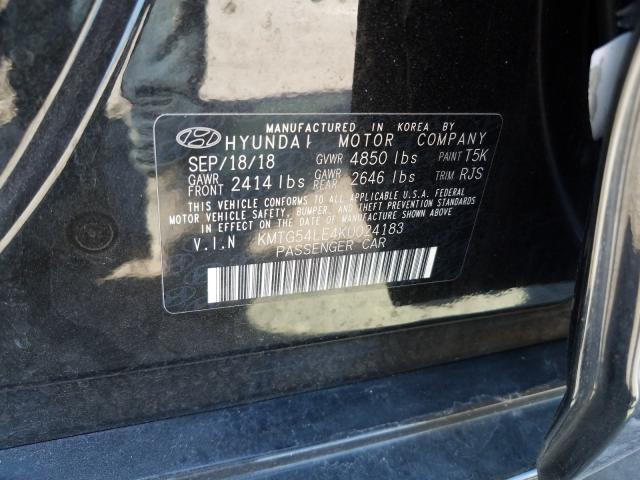 MANUFACTURED IN KOREA BY
HYUNDAI MOTOR COMPANY
SEP/18/18 GVWR 4850 lbs PAINT T5K
GAWR FRONT 2414 lbs GAWR REAR 2646 lbs TRIM RJS
THIS VEHICLE CONFORMS TO ALL APPLICABLE U.S.A. FEDERAL
MOTOR VEHICLE SAFETY, BUMPER, AND THEFT PREVENTION STANDARDS
IN EFFECT ON THE DATE OF MANUFACTURE SHOWN ABOVE.
V.I.N KMTG54LE4KU024183
PASSENGER CAR